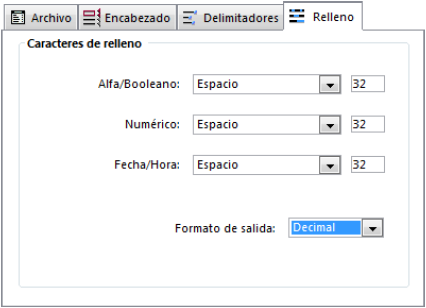 Archivo Encabezado Delimitadores Relleno
Caracteres de relleno
Alfa/Booleano: Espacio 32
Numérico: Espacio 32
Fecha/Hora: Espacio 32
Formato de salida: Decimal